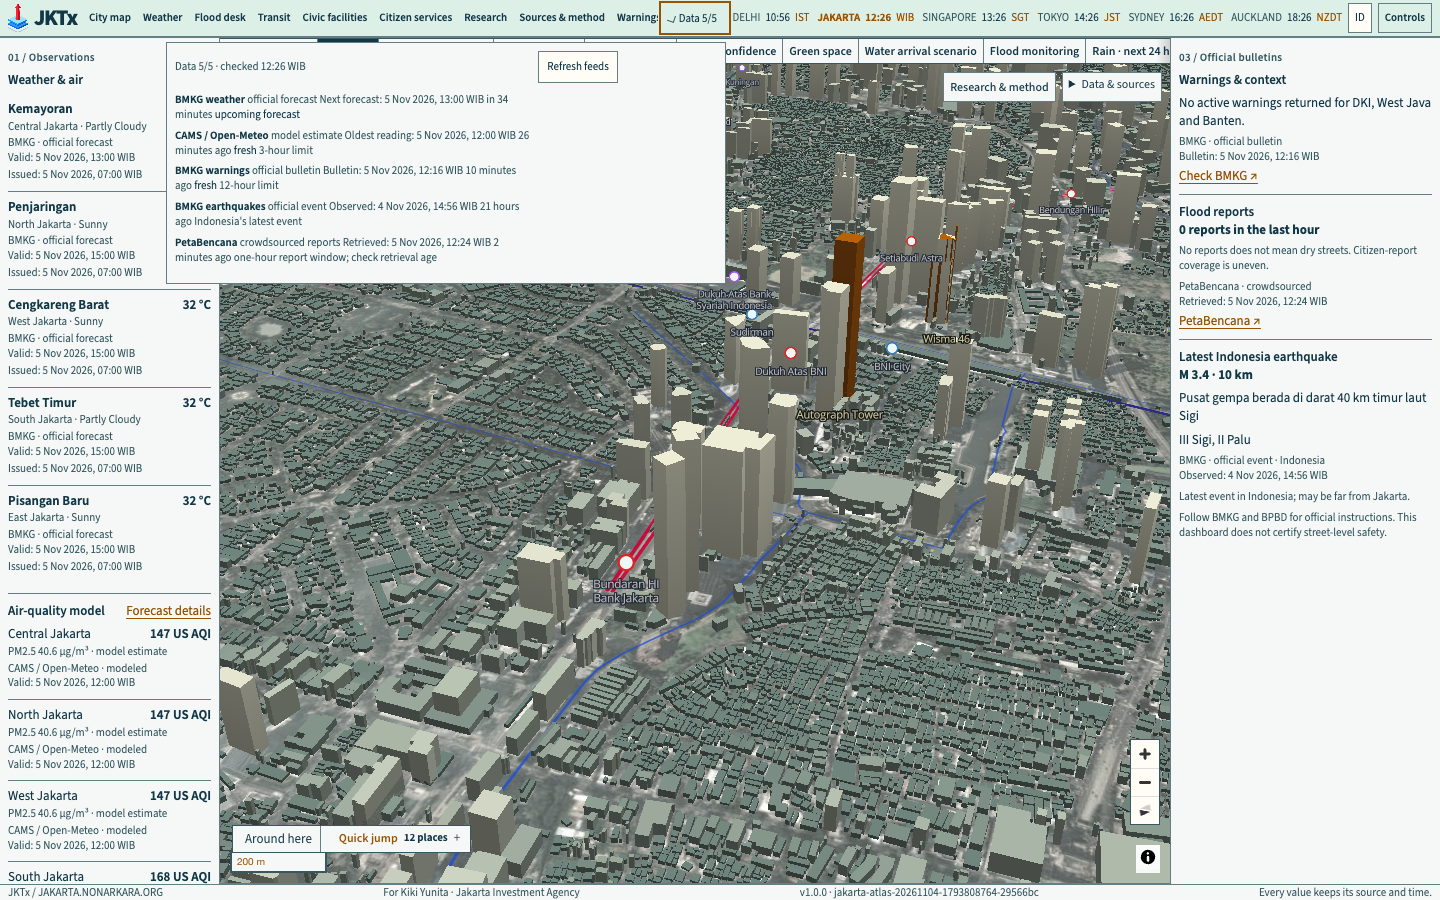 JKTx City map Weather Flood desk Transit Civic facilities Citizen services Research Sources & method Data 5/5 DELHI 10:56 IST JAKARTA 12:26 WIB SINGAPORE 13:26 SGT TOKYO 14:26 JST SYDNEY 16:26 AEDT AUCKLAND 18:26 NZDT ID Controls
01 / Observations
Weather & air
Kemayoran
Central Jakarta · Partly Cloudy
BMKG · official forecast
Valid: 5 Nov 2026, 13:00 WIB
Issued: 5 Nov 2026, 07:00 WIB
Penjaringan
North Jakarta · Sunny
BMKG · official forecast
Valid: 5 Nov 2026, 15:00 WIB
Issued: 5 Nov 2026, 07:00 WIB
Cengkareng Barat 32 °C
West Jakarta · Sunny
BMKG · official forecast
Valid: 5 Nov 2026, 15:00 WIB
Issued: 5 Nov 2026, 07:00 WIB
Tebet Timur 32 °C
South Jakarta · Partly Cloudy
BMKG · official forecast
Valid: 5 Nov 2026, 15:00 WIB
Issued: 5 Nov 2026, 07:00 WIB
Pisangan Baru 32 °C
East Jakarta · Sunny
BMKG · official forecast
Valid: 5 Nov 2026, 15:00 WIB
Issued: 5 Nov 2026, 07:00 WIB
Air-quality model Forecast details
Central Jakarta 147 US AQI
PM2.5 40.6 µg/m³ · model estimate
CAMS / Open-Meteo · modeled
Valid: 5 Nov 2026, 12:00 WIB
North Jakarta 147 US AQI
PM2.5 40.6 µg/m³ · model estimate
CAMS / Open-Meteo · modeled
Valid: 5 Nov 2026, 12:00 WIB
West Jakarta 147 US AQI
PM2.5 40.6 µg/m³ · model estimate
CAMS / Open-Meteo · modeled
Valid: 5 Nov 2026, 12:00 WIB
South Jakarta 168 US AQI
Data 5/5 · checked 12:26 WIB
Refresh feeds
BMKG weather official forecast Next forecast: 5 Nov 2026, 13:00 WIB in 34
minutes upcoming forecast
CAMS / Open-Meteo model estimate Oldest reading: 5 Nov 2026, 12:00 WIB 26
minutes ago fresh 3-hour limit
BMKG warnings official bulletin Bulletin: 5 Nov 2026, 12:16 WIB 10 minutes
ago fresh 12-hour limit
BMKG earthquakes official event Observed: 4 Nov 2026, 14:56 WIB 21 hours
ago Indonesia's latest event
PetaBencana crowdsourced reports Retrieved: 5 Nov 2026, 12:24 WIB 2
minutes ago one-hour report window; check retrieval age
Green space Water arrival scenario Flood monitoring Rain · next 24 h
Research & method
▶ Data & sources
Bendungan Hilir
Setiabudi Astra
Dukuh Atas Bank
Syariah Indonesia
Sudirman
Wisma 46
Dukuh Atas BNI
BNI City
Autograph Tower
Bundaran HI
Bank Jakarta
Around here
Quick jump 12 places +
200 m
03 / Official bulletins
Warnings & context
No active warnings returned for DKI, West Java
and Banten.
BMKG · official bulletin
Bulletin: 5 Nov 2026, 12:16 WIB
Check BMKG ↗
Flood reports
0 reports in the last hour
No reports does not mean dry streets. Citizen-report
coverage is uneven.
PetaBencana · crowdsourced
Retrieved: 5 Nov 2026, 12:24 WIB
PetaBencana ↗
Latest Indonesia earthquake
M 3.4 · 10 km
Pusat gempa berada di darat 40 km timur laut
Sigi
III Sigi, II Palu
BMKG · official event · Indonesia
Observed: 4 Nov 2026, 14:56 WIB
Latest event in Indonesia; may be far from Jakarta.
Follow BMKG and BPBD for official instructions. This
dashboard does not certify street-level safety.
JKTx / JAKARTA.NONARKARA.ORG
For Kiki Yunita · Jakarta Investment Agency
v1.0.0 · jakarta-atlas-20261104-1793808764-29566bc
Every value keeps its source and time.